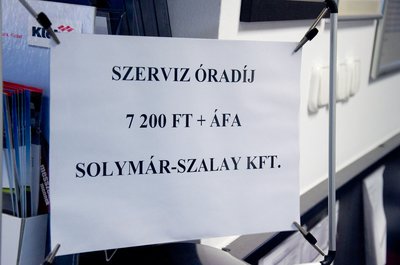 SZERVIZ ÓRADÍJ
7 200 FT + ÁFA
SOLYMÁR-SZALAY KFT.